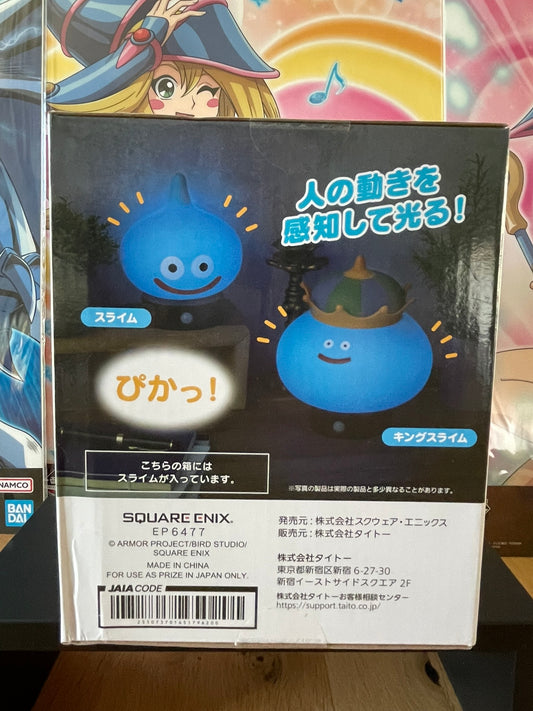 人の動きを
感知して光る!
スライム
ぴかっ!
キングスライム
こちらの箱には
スライムが入っています。
※写真の製品は実際の製品と多少異なることがあります。
SQUARE ENIX®
EP6477
© ARMOR PROJECT/BIRD STUDIO/
SQUARE ENIX
MADE IN CHINA
FOR USE AS PRIZE IN JAPAN ONLY.
JAIA CODE
発売元:株式会社スクウェア・エニックス
販売元:株式会社タイトー
株式会社タイトー
東京都新宿区新宿 6-27-30
新宿イーストサイドスクエア 2F
株式会社タイトーお客様相談センター
https://support.taito.co.jp/
NAMCO
BAN
DAI